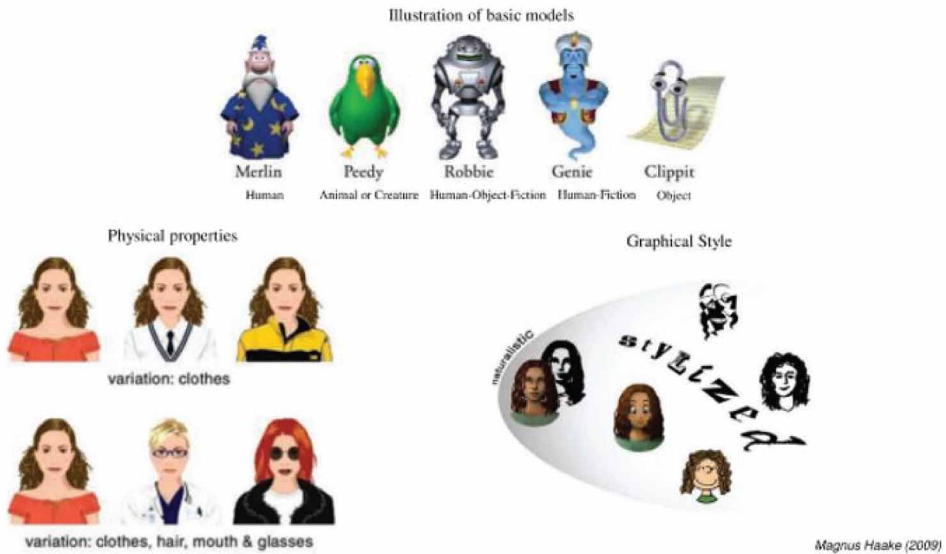 Illustration of basic models
Merlin Peedy Robbie Genie Clippit
Human Animal or Creature Human-Object-Fiction Human-Fiction Object
Physical properties
variation: clothes
variation: clothes, hair, mouth & glasses
Graphical Style
naturalistic
stylized
Magnus Haake (2009)